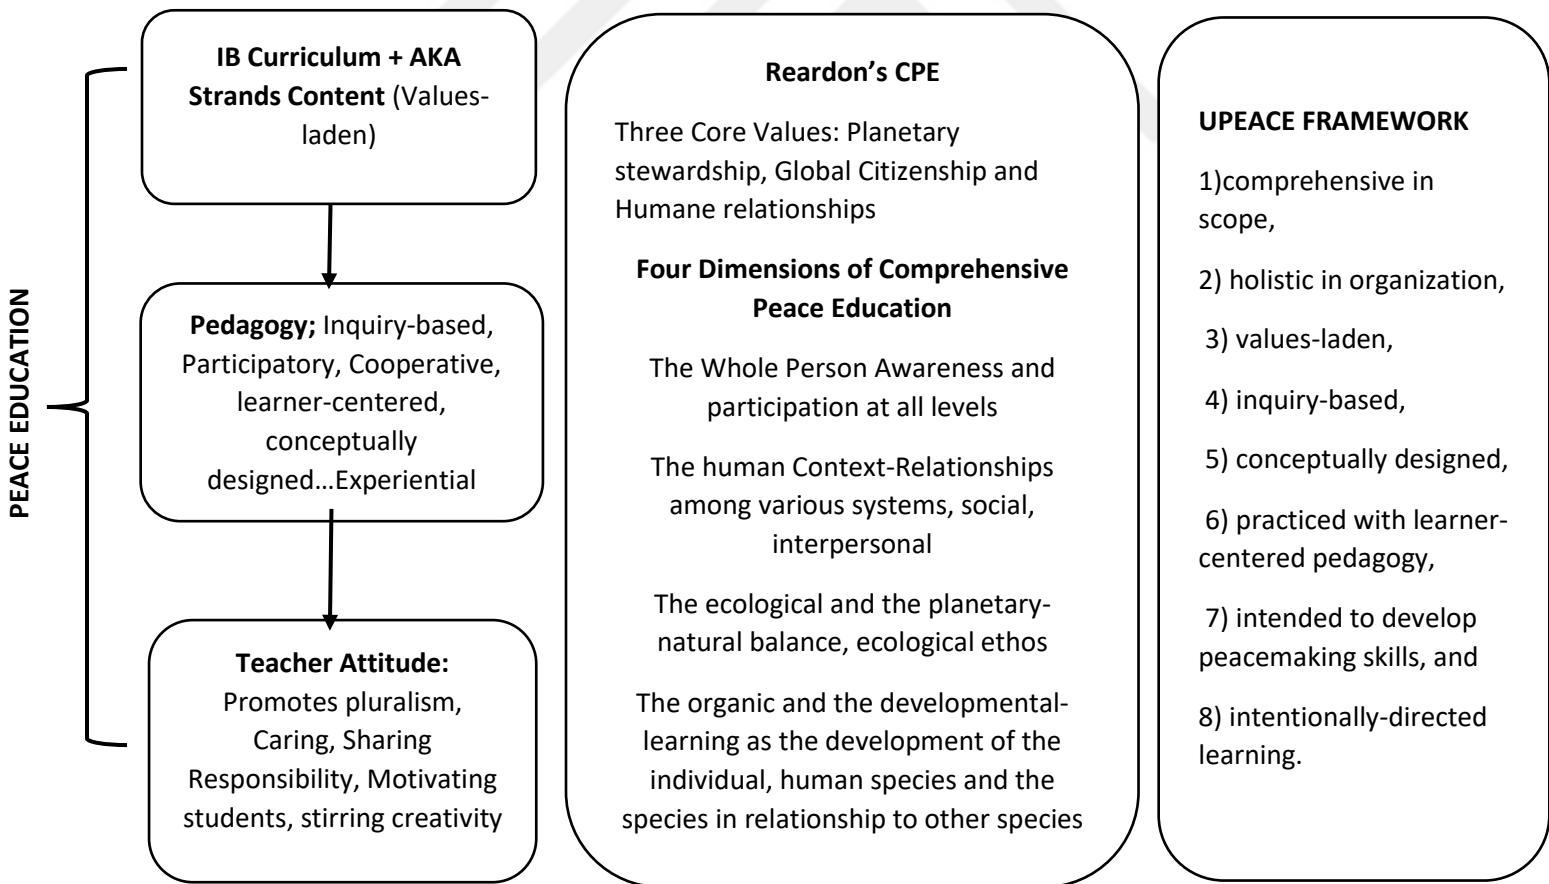 PEACE EDUCATION
IB Curriculum + AKA
Strands Content (Values-
laden)
Pedagogy; Inquiry-based,
Participatory, Cooperative,
learner-centered,
conceptually
designed...Experiential
Teacher Attitude:
Promotes pluralism,
Caring, Sharing
Responsibility, Motivating
students, stirring creativity
Reardon's CPE
Three Core Values: Planetary
stewardship, Global Citizenship and
Humane relationships
Four Dimensions of Comprehensive
Peace Education
The Whole Person Awareness and
participation at all levels
The human Context-Relationships
among various systems, social,
interpersonal
The ecological and the planetary-
natural balance, ecological ethos
The organic and the developmental-
learning as the development of the
individual, human species and the
species in relationship to other species
UPEACE FRAMEWORK
1)comprehensive in
scope,
2) holistic in organization,
3) values-laden,
4) inquiry-based,
5) conceptually designed,
6) practiced with learner-
centered pedagogy,
7) intended to develop
peacemaking skills, and
8) intentionally-directed
learning.